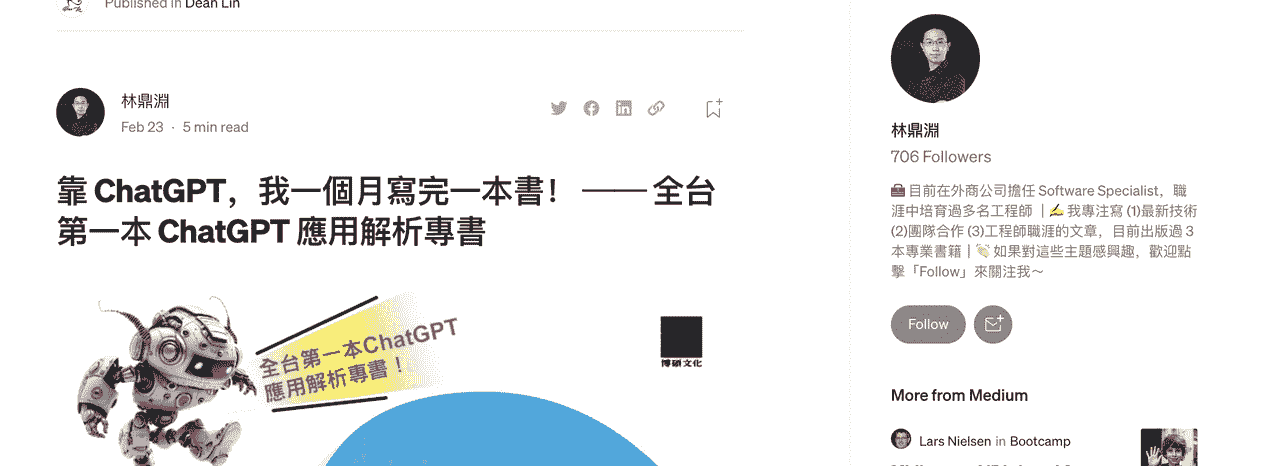 Published in Dean Lin
林鼎淵
Feb 23 · 5 min read
靠 ChatGPT，我一個月寫完一本書！ —— 全台
第一本 ChatGPT 應用解析專書
全台第一本ChatGPT
應用解析專書！
博碩文化
林鼎淵
706 Followers
💼 目前在外商公司擔任 Software Specialist，職
涯中培育過多名工程師 ｜✍️ 我專注寫 (1)最新技術
(2)團隊合作 (3)工程師職涯的文章，目前出版過 3
本專業書籍｜👏 如果對這些主題感興趣，歡迎點
擊「Follow」來關注我～
Follow
More from Medium
Lars Nielsen in Bootcamp